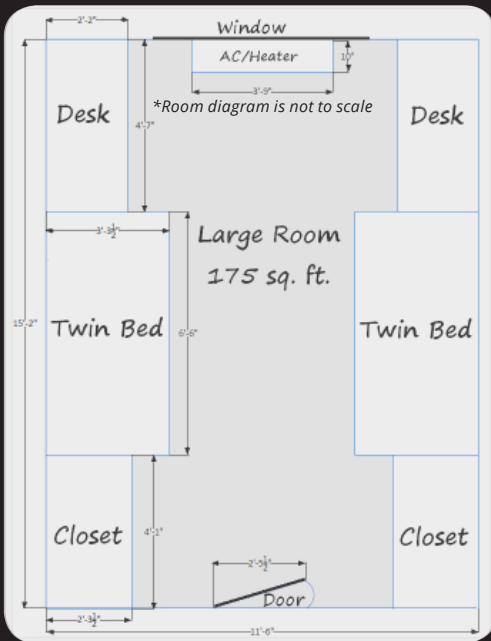 2'-2"
Window
AC/Heater
10"
3'-9"
*Room diagram is not to scale
Desk
4'-7"
Desk
3'-3½"
Large Room
175 sq. ft.
15'-2"
Twin Bed
6'-6"
Twin Bed
Closet
4'-1"
Closet
2'-5½"
Door
2'-3½"
11'-6"